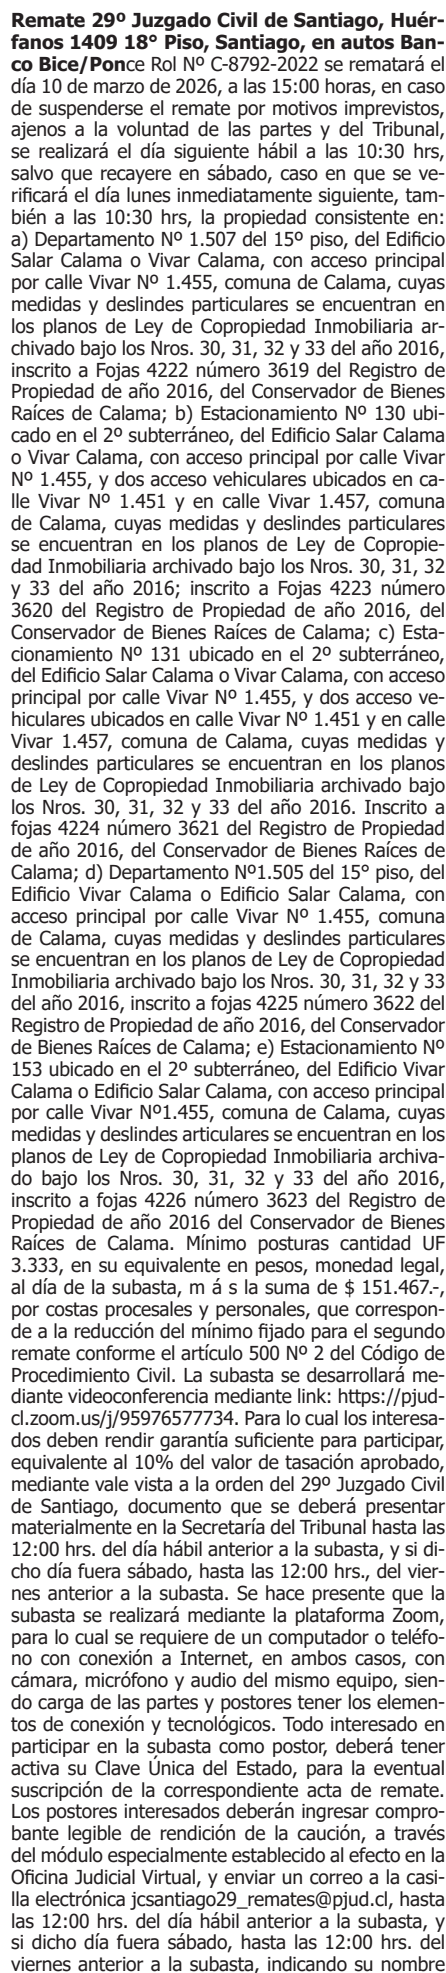 Remate 29º Juzgado Civil de Santiago, Huér-
fanos 1409 18° Piso, Santiago, en autos Ban-
co Bice/Ponce Rol Nº C-8792-2022 se rematará el
día 10 de marzo de 2026, a las 15:00 horas, en caso
de suspenderse el remate por motivos imprevistos,
ajenos a la voluntad de las partes y del Tribunal,
se realizará el día siguiente hábil a las 10:30 hrs,
salvo que recayere en sábado, caso en que se ve-
rificará el día lunes inmediatamente siguiente, tam-
bién a las 10:30 hrs, la propiedad consistente en:
a) Departamento Nº 1.507 del 15º piso, del Edificio
Salar Calama o Vivar Calama, con acceso principal
por calle Vivar Nº 1.455, comuna de Calama, cuyas
medidas y deslindes particulares se encuentran en
los planos de Ley de Copropiedad Inmobiliaria ar-
chivado bajo los Nros. 30, 31, 32 y 33 del año 2016,
inscrito a Fojas 4222 número 3619 del Registro de
Propiedad de año 2016, del Conservador de Bienes
Raíces de Calama; b) Estacionamiento Nº 130 ubi-
cado en el 2º subterráneo, del Edificio Salar Calama
o Vivar Calama, con acceso principal por calle Vivar
Nº 1.455, y dos acceso vehiculares ubicados en ca-
lle Vivar Nº 1.451 y en calle Vivar 1.457, comuna
de Calama, cuyas medidas y deslindes particulares
se encuentran en los planos de Ley de Copropie-
dad Inmobiliaria archivado bajo los Nros. 30, 31, 32
y 33 del año 2016; inscrito a Fojas 4223 número
3620 del Registro de Propiedad de año 2016, del
Conservador de Bienes Raíces de Calama; c) Esta-
cionamiento Nº 131 ubicado en el 2º subterráneo,
del Edificio Salar Calama o Vivar Calama, con acceso
principal por calle Vivar Nº 1.455, y dos acceso ve-
hiculares ubicados en calle Vivar Nº 1.451 y en calle
Vivar 1.457, comuna de Calama, cuyas medidas y
deslindes particulares se encuentran en los planos
de Ley de Copropiedad Inmobiliaria archivado bajo
los Nros. 30, 31, 32 y 33 del año 2016. Inscrito a
fojas 4224 número 3621 del Registro de Propiedad
de año 2016, del Conservador de Bienes Raíces de
Calama; d) Departamento Nº1.505 del 15° piso, del
Edificio Vivar Calama o Edificio Salar Calama, con
acceso principal por calle Vivar Nº 1.455, comuna
de Calama, cuyas medidas y deslindes particulares
se encuentran en los planos de Ley de Copropiedad
Inmobiliaria archivado bajo los Nros. 30, 31, 32 y 33
del año 2016, inscrito a fojas 4225 número 3622 del
Registro de Propiedad de año 2016, del Conservador
de Bienes Raíces de Calama; e) Estacionamiento Nº
153 ubicado en el 2º subterráneo, del Edificio Vivar
Calama o Edificio Salar Calama, con acceso principal
por calle Vivar Nº1.455, comuna de Calama, cuyas
medidas y deslindes articulares se encuentran en los
planos de Ley de Copropiedad Inmobiliaria archiva-
do bajo los Nros. 30, 31, 32 y 33 del año 2016,
inscrito a fojas 4226 número 3623 del Registro de
Propiedad de año 2016 del Conservador de Bienes
Raíces de Calama. Mínimo posturas cantidad UF
3.333, en su equivalente en pesos, monedad legal,
al día de la subasta, m á s la suma de $ 151.467.-,
por costas procesales y personales, que correspon-
de a la reducción del mínimo fijado para el segundo
remate conforme el artículo 500 Nº 2 del Código de
Procedimiento Civil. La subasta se desarrollará me-
diante videoconferencia mediante link: https://pjud-
cl.zoom.us/j/95976577734. Para lo cual los interesa-
dos deben rendir garantía suficiente para participar,
equivalente al 10% del valor de tasación aprobado,
mediante vale vista a la orden del 29º Juzgado Civil
de Santiago, documento que se deberá presentar
materialmente en la Secretaría del Tribunal hasta las
12:00 hrs. del día hábil anterior a la subasta, y si di-
cho día fuera sábado, hasta las 12:00 hrs., del vier-
nes anterior a la subasta. Se hace presente que la
subasta se realizará mediante la plataforma Zoom,
para lo cual se requiere de un computador o teléfo-
no con conexión a Internet, en ambos casos, con
cámara, micrófono y audio del mismo equipo, sien-
do carga de las partes y postores tener los elemen-
tos de conexión y tecnológicos. Todo interesado en
participar en la subasta como postor, deberá tener
activa su Clave Única del Estado, para la eventual
suscripción de la correspondiente acta de remate.
Los postores interesados deberán ingresar compro-
bante legible de rendición de la caución, a través
del módulo especialmente establecido al efecto en la
Oficina Judicial Virtual, y enviar un correo a la casi-
lla electrónica jcsantiago29_remates@pjud.cl, hasta
las 12:00 hrs. del día hábil anterior a la subasta, y
si dicho día fuera sábado, hasta las 12:00 hrs. del
viernes anterior a la subasta, indicando su nombre